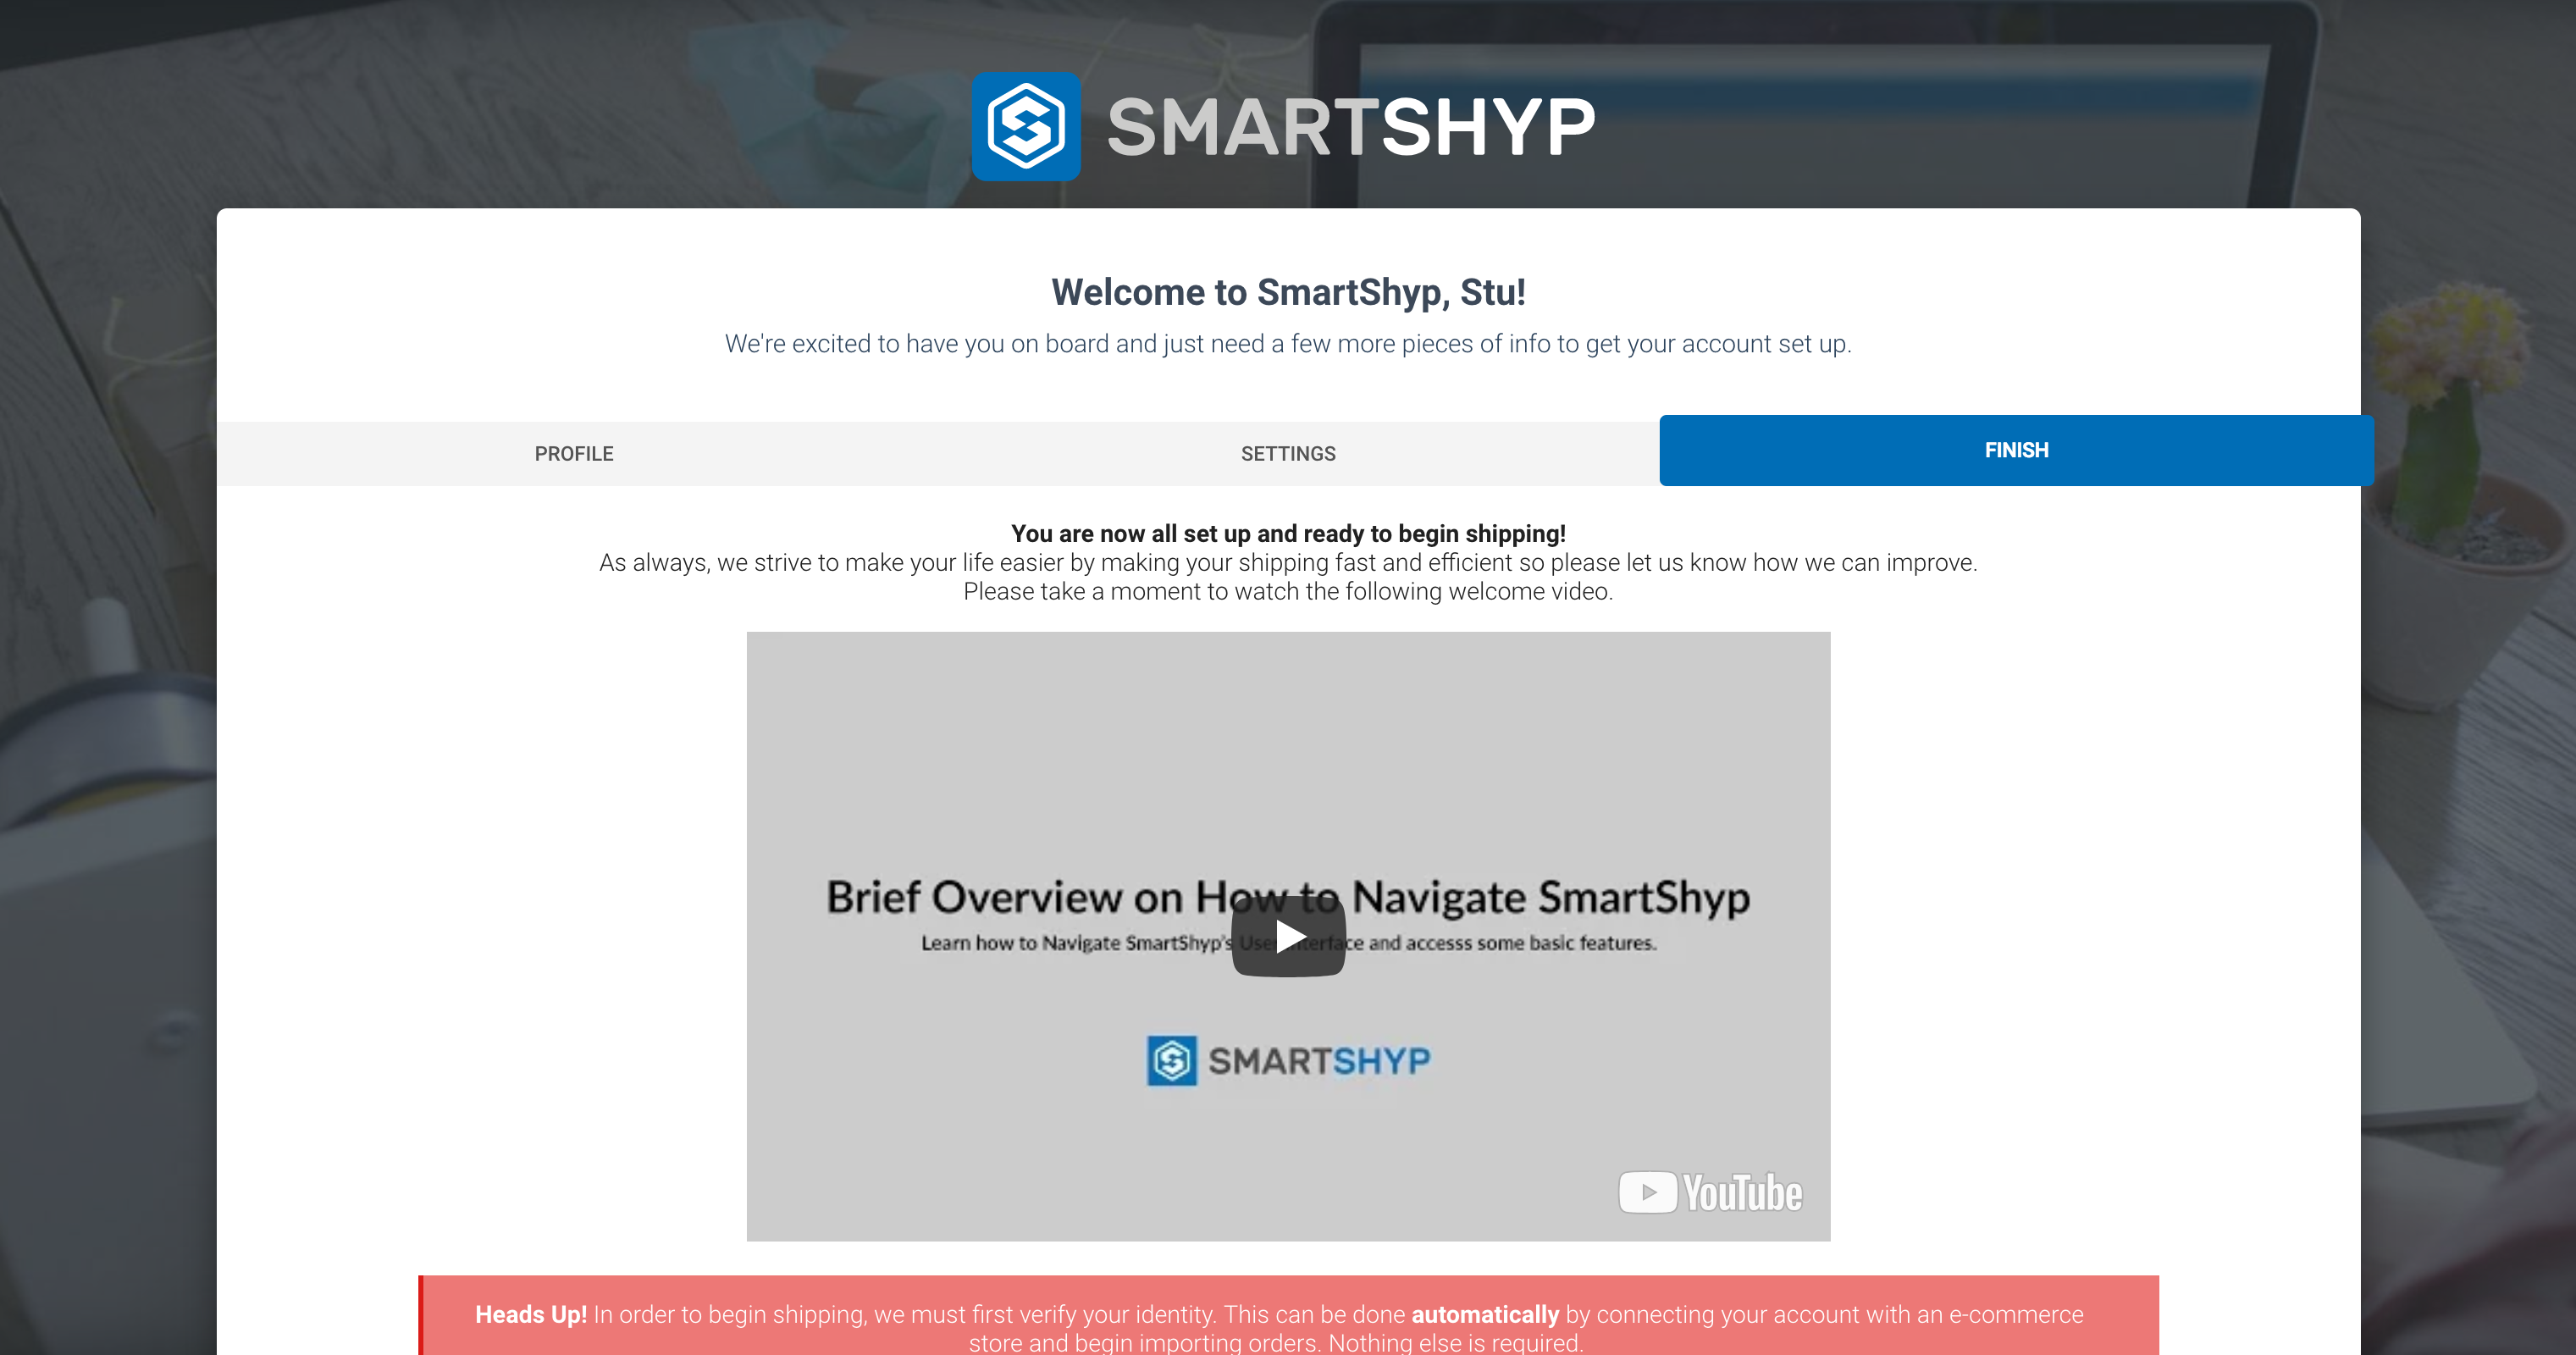 SMARTSHYP
Welcome to SmartShyp, Stu!
We're excited to have you on board and just need a few more pieces of info to get your account set up.
PROFILE
SETTINGS
FINISH
You are now all set up and ready to begin shipping!
As always, we strive to make your life easier by making your shipping fast and efficient so please let us know how we can improve.
Please take a moment to watch the following welcome video.
Brief Overview on How to Navigate SmartShyp
Learn how to Navigate SmartShyp's User Interface and accesss some basic features.
SMARTSHYP
YouTube
Heads Up! In order to begin shipping, we must first verify your identity. This can be done automatically by connecting your account with an e-commerce
store and begin importing orders. Nothing else is required.